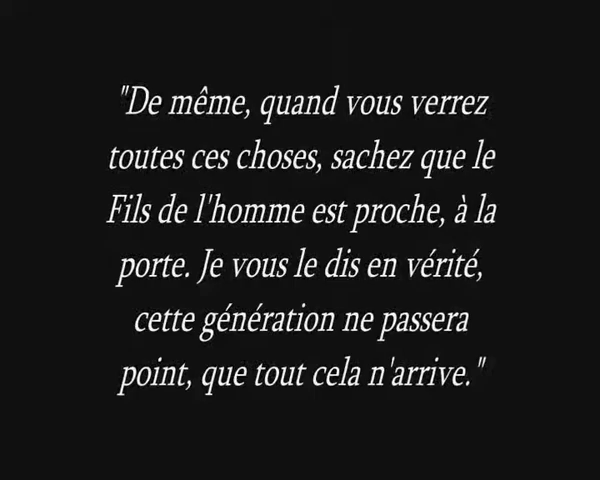 "De même, quand vous verrez
toutes ces choses, sachez que le
Fils de l'homme est proche, à la
porte. Je vous le dis en vérité,
cette génération ne passera
point, que tout cela n'arrive."